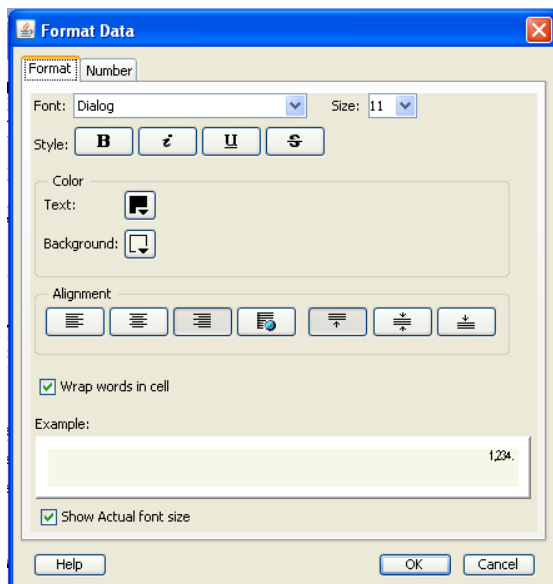 Format Data
Format Number
Font: Dialog Size: 11
Style: B i U S
Color
Text:
Background:
Alignment
Wrap words in cell
Example:
1,234.
Show Actual font size
Help OK Cancel